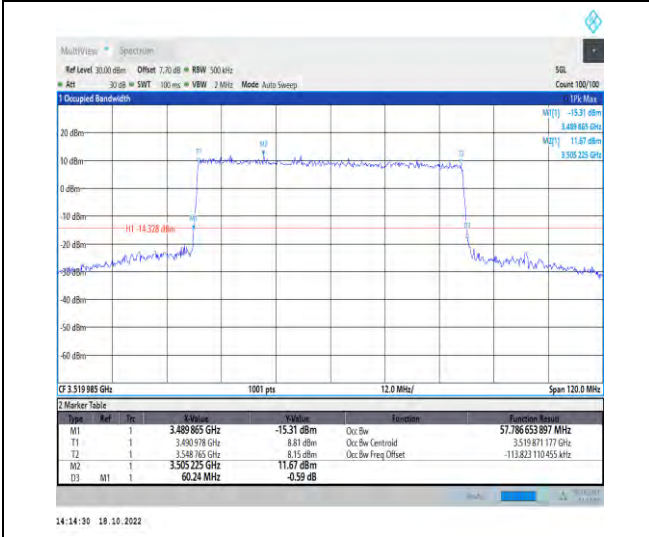 MultiView Spectrum
Ref Level 30.00 dBm Offset 7.70 dB RBW 500 kHz SGL
Att 30 dB SWT 100 ms VBW 2 MHz Mode Auto Sweep Count 100/100
1 Occupied Bandwidth 1Pk Max
M1[1] -15.31 dBm
3.489 865 GHz
M2[1] 11.67 dBm
3.505 225 GHz
20 dBm
T1 M2 T2
10 dBm
0 dBm
-10 dBm
M1
H1 -14.328 dBm
D3
-20 dBm
-30 dBm
-40 dBm
-50 dBm
-60 dBm
CF 3.519 985 GHz 1001 pts 12.0 MHz/ Span 120.0 MHz
2 Marker Table
Type Ref Trc X-Value Y-Value Function Function Result
M1 1 3.489 865 GHz -15.31 dBm Occ Bw 57.786 653 897 MHz
T1 1 3.490 978 GHz 8.81 dBm Occ Bw Centroid 3.519 871 177 GHz
T2 1 3.548 765 GHz 8.15 dBm Occ Bw Freq Offset -113.823 110 455 kHz
M2 1 3.505 225 GHz 11.67 dBm
D3 M1 1 60.24 MHz -0.59 dB
14:14:30 18.10.2022